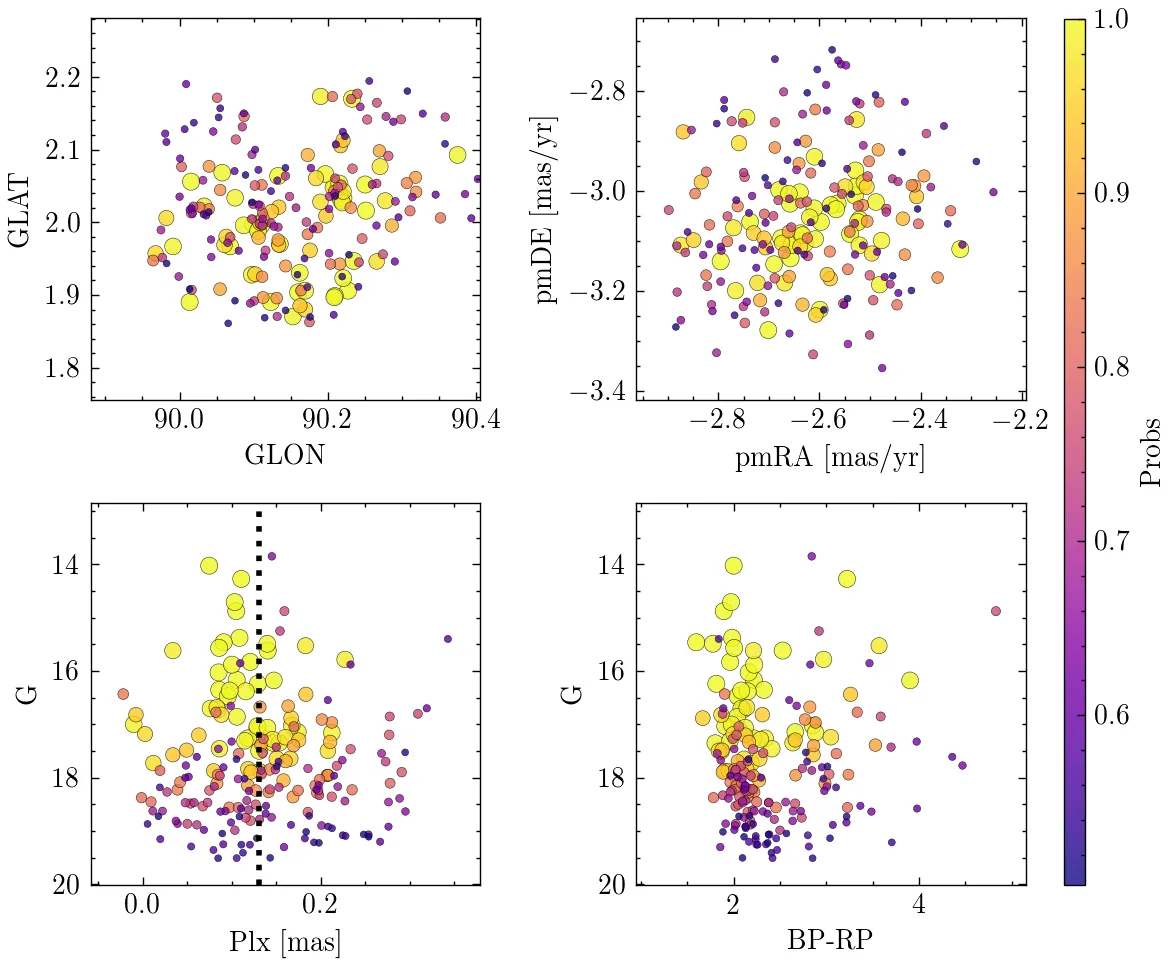 2.2
2.1
2.0
1.9
1.8
GLAT
90.0 90.2 90.4
GLON
−2.8
−3.0
−3.2
−3.4
pmDE [mas/yr]
−2.8 −2.6 −2.4 −2.2
pmRA [mas/yr]
1.0
0.9
0.8
0.7
0.6
Probs
14
16
18
20
G
0.0 0.2
Plx [mas]
14
16
18
20
G
2 4
BP-RP